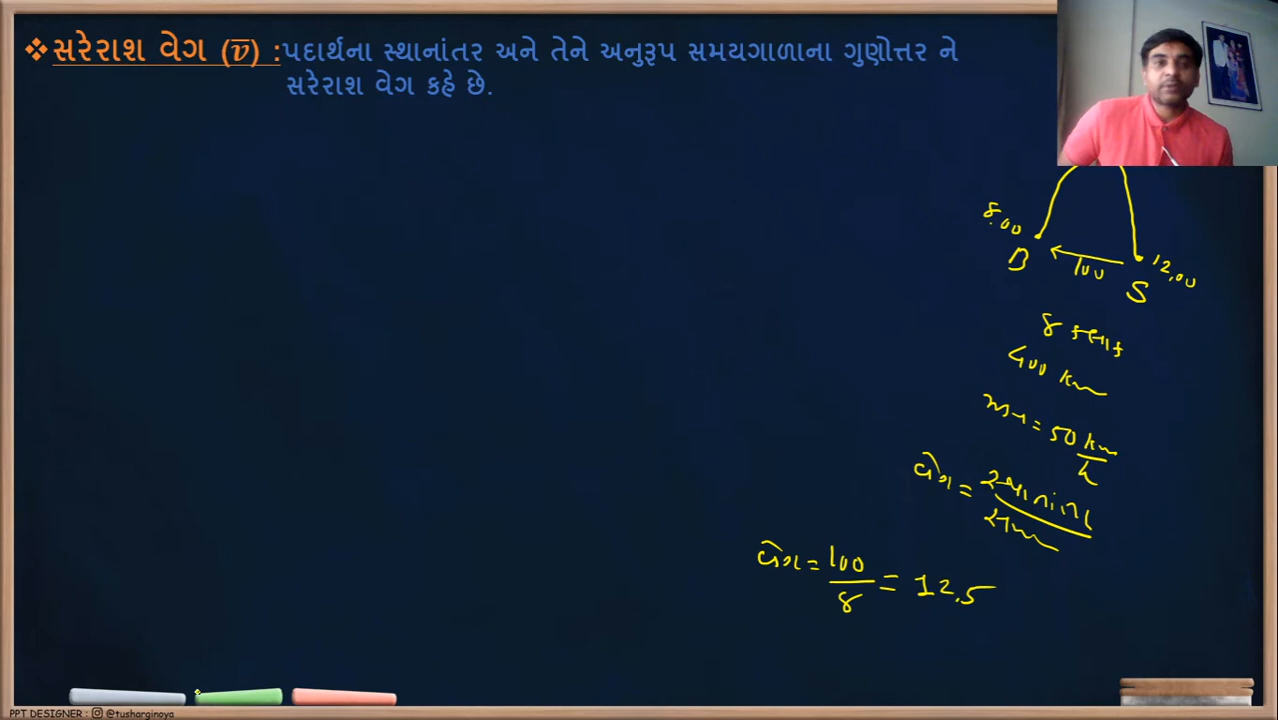 ❖સરેરાશ વેગ (v̅) :પદાર્થના સ્થાનાંતર અને તેને અનુરૂપ સમયગાળાના ગુણોત્તર ને
સરેરાશ વેગ કહે છે.
8.00
B
100
12.00
S
8 કલાક
400 km
= 50 km/h
વેગ = સ્થાનાંતર/સમય
વેગ = 100/8 = 12.5
PPT DESIGNER : @tusharginoya